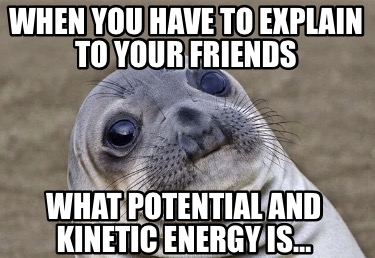 WHEN YOU HAVE TO EXPLAIN
TO YOUR FRIENDS
WHAT POTENTIAL AND
KINETIC ENERGY IS...